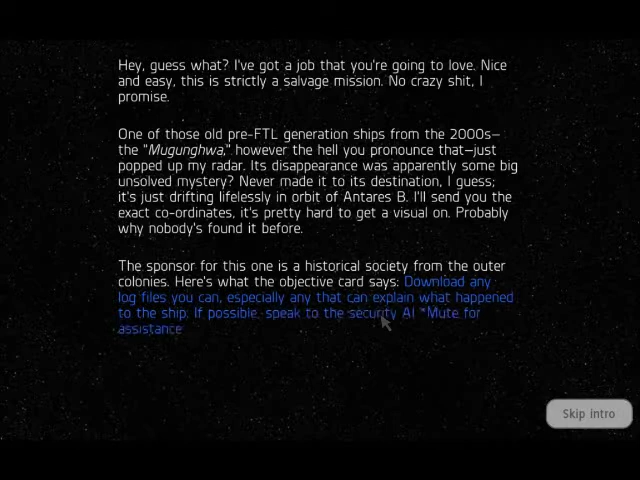 Hey, guess what? I've got a job that you're going to love. Nice
and easy, this is strictly a salvage mission. No crazy shit, I
promise.
One of those old pre-FTL generation ships from the 2000s—
the "Mugunghwa," however the hell you pronounce that—just
popped up my radar. Its disappearance was apparently some big
unsolved mystery? Never made it to its destination, I guess;
it's just drifting lifelessly in orbit of Antares B. I'll send you the
exact co-ordinates, it's pretty hard to get a visual on. Probably
why nobody's found it before.
The sponsor for this one is a historical society from the outer
colonies. Here's what the objective card says: Download any
log files you can, especially any that can explain what happened
to the ship. If possible, speak to the security AI *Mute for
assistance
Skip intro